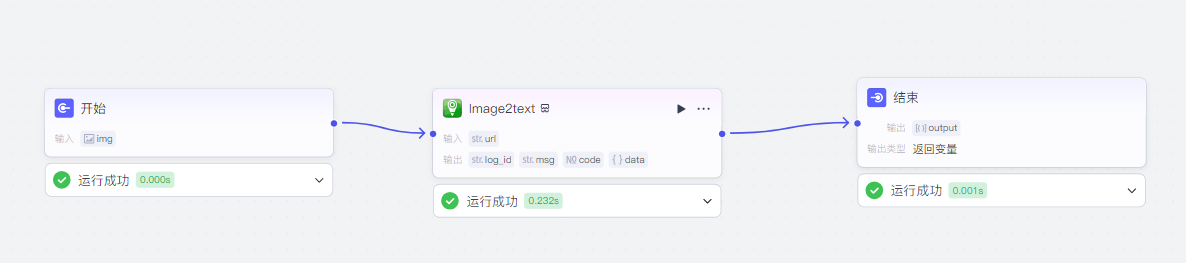 开始
输入 img
运行成功 0.000s
Image2text
输入 str. url
输出 str. log_id str. msg № code { } data
运行成功 0.232s
结束
输出 [()] output
输出类型 返回变量
运行成功 0.001s